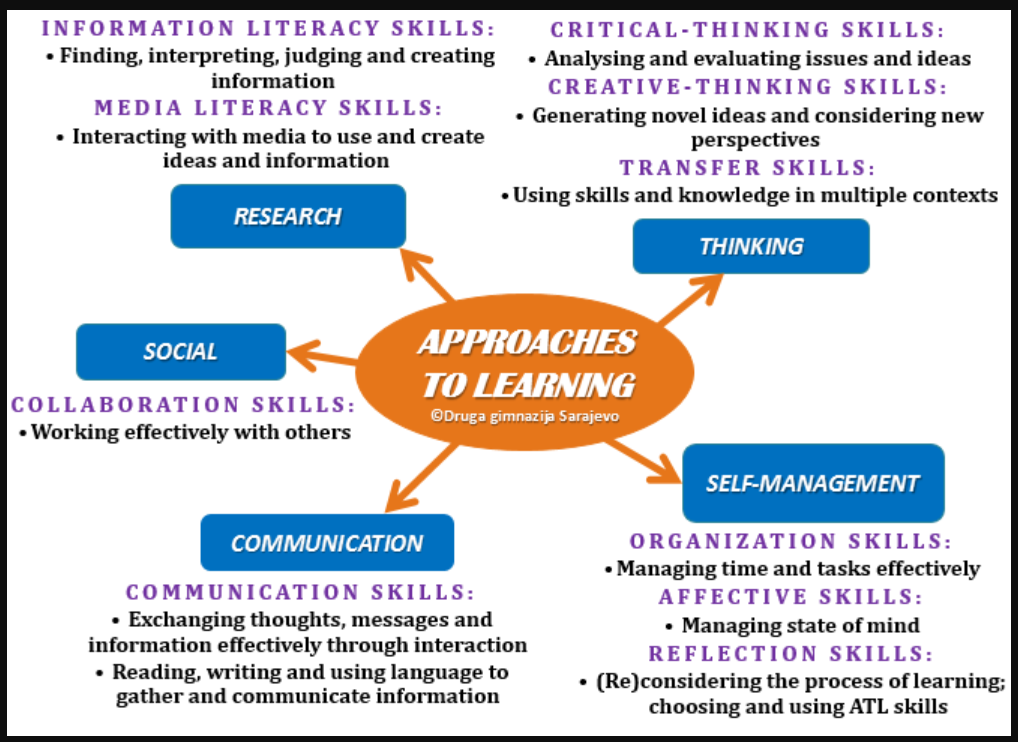 INFORMATION LITERACY SKILLS:
• Finding, interpreting, judging and creating
information
MEDIA LITERACY SKILLS:
• Interacting with media to use and create
ideas and information
RESEARCH
CRITICAL-THINKING SKILLS:
• Analysing and evaluating issues and ideas
CREATIVE-THINKING SKILLS:
• Generating novel ideas and considering new
perspectives
TRANSFER SKILLS:
• Using skills and knowledge in multiple contexts
THINKING
APPROACHES
TO LEARNING
©Druga gimnazija Sarajevo
SOCIAL
COLLABORATION SKILLS:
• Working effectively with others
COMMUNICATION
COMMUNICATION SKILLS:
• Exchanging thoughts, messages and
information effectively through interaction
• Reading, writing and using language to
gather and communicate information
SELF-MANAGEMENT
ORGANIZATION SKILLS:
• Managing time and tasks effectively
AFFECTIVE SKILLS:
• Managing state of mind
REFLECTION SKILLS:
• (Re)considering the process of learning;
choosing and using ATL skills